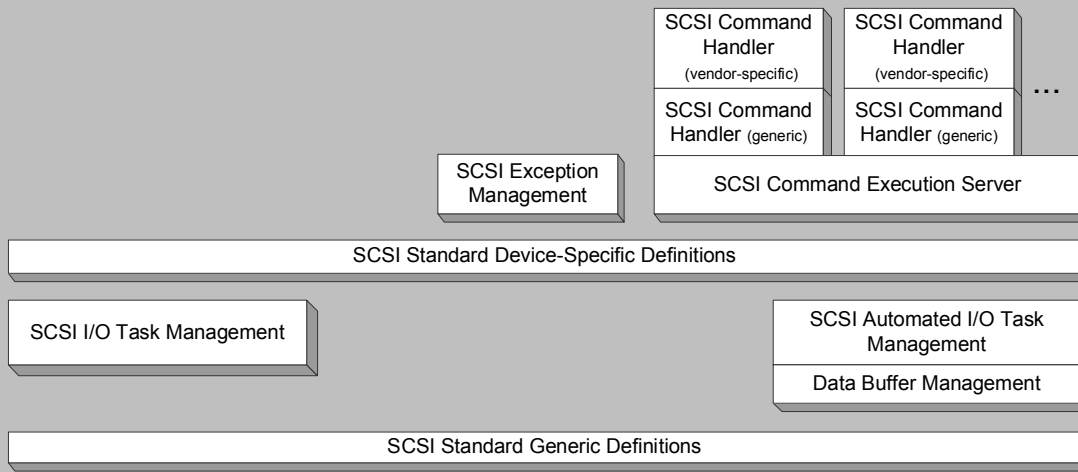 SCSI Command
Handler
(vendor-specific)
SCSI Command
Handler
(vendor-specific)
...
SCSI Command
Handler (generic)
SCSI Command
Handler (generic)
SCSI Exception
Management
SCSI Command Execution Server
SCSI Standard Device-Specific Definitions
SCSI I/O Task Management
SCSI Automated I/O Task
Management
Data Buffer Management
SCSI Standard Generic Definitions